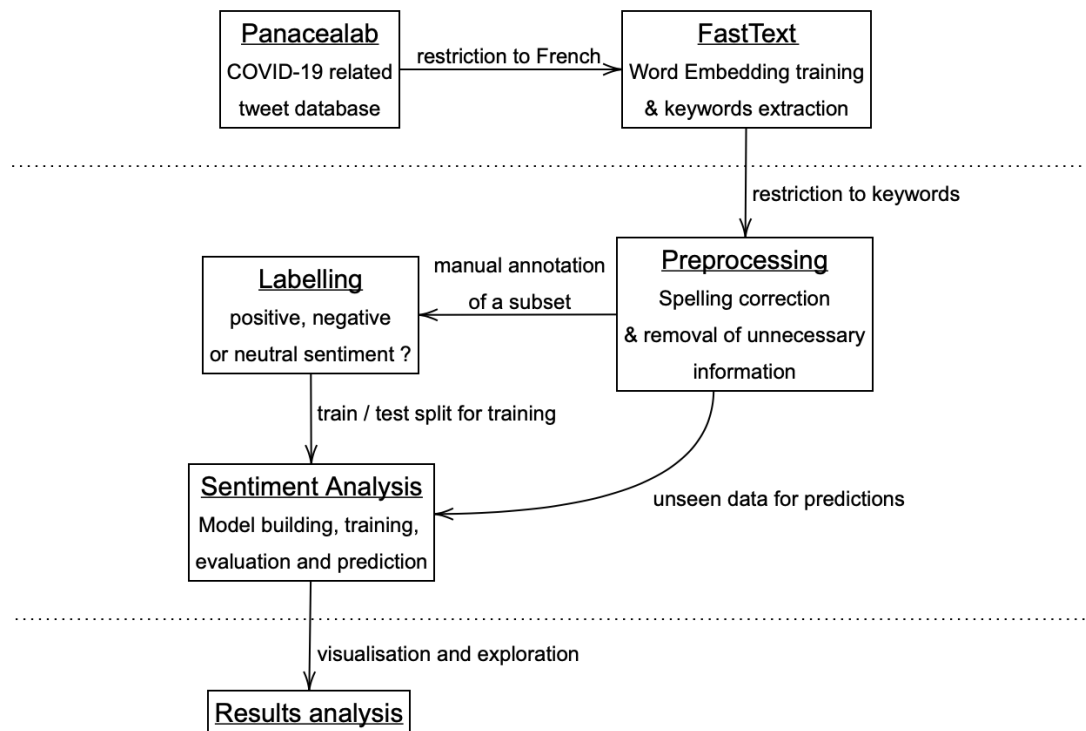 Panacealab
COVID-19 related
tweet database
restriction to French
FastText
Word Embedding training
& keywords extraction
restriction to keywords
Preprocessing
Spelling correction
& removal of unnecessary
information
manual annotation
of a subset
Labelling
positive, negative
or neutral sentiment ?
train / test split for training
unseen data for predictions
Sentiment Analysis
Model building, training,
evaluation and prediction
visualisation and exploration
Results analysis